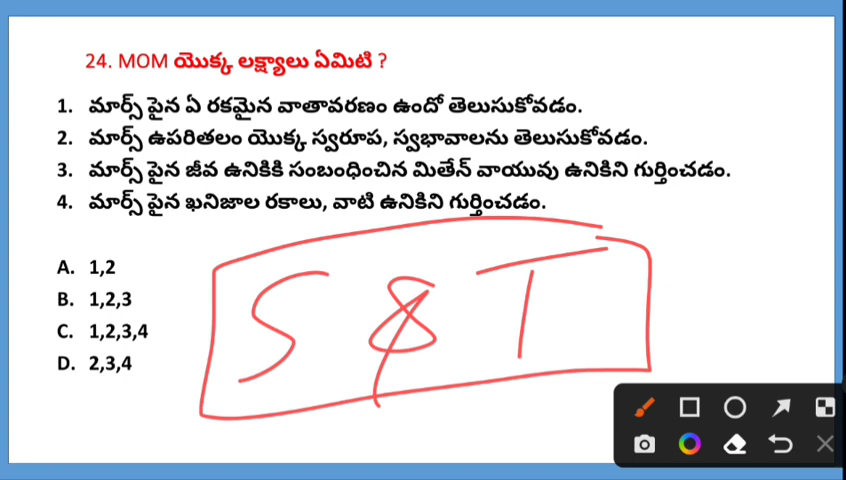 24. MOM యొక్క లక్ష్యాలు ఏమిటి ?
1. మార్స్ పైన ఏ రకమైన వాతావరణం ఉందో తెలుసుకోవడం.
2. మార్స్ ఉపరితలం యొక్క స్వరూప, స్వభావాలను తెలుసుకోవడం.
3. మార్స్ పైన జీవ ఉనికికి సంబంధించిన మితేన్ వాయువు ఉనికిని గుర్తించడం.
4. మార్స్ పైన ఖనిజాల రకాలు, వాటి ఉనికిని గుర్తించడం.
A. 1,2
B. 1,2,3
C. 1,2,3,4
D. 2,3,4
S & T